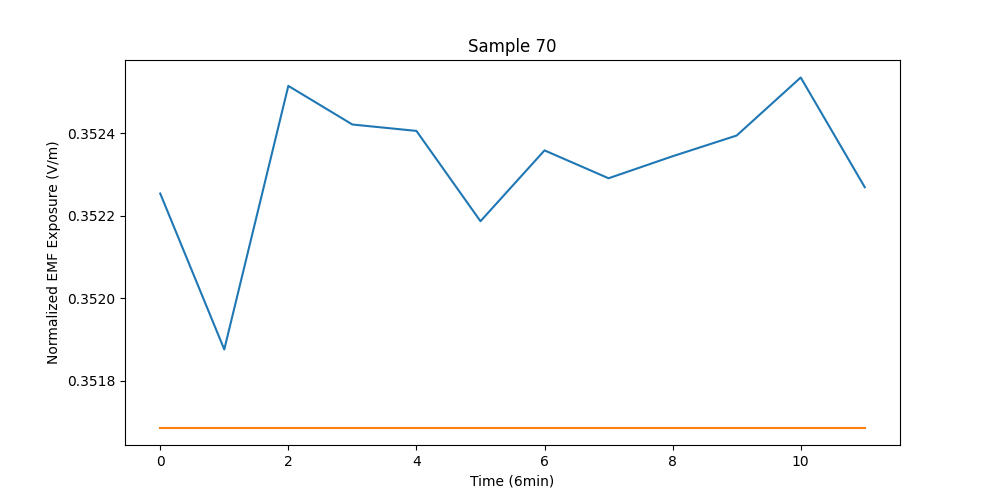 Sample 70
Normalized EMF Exposure (V/m)
0.3524
0.3522
0.3520
0.3518
0 2 4 6 8 10
Time (6min)